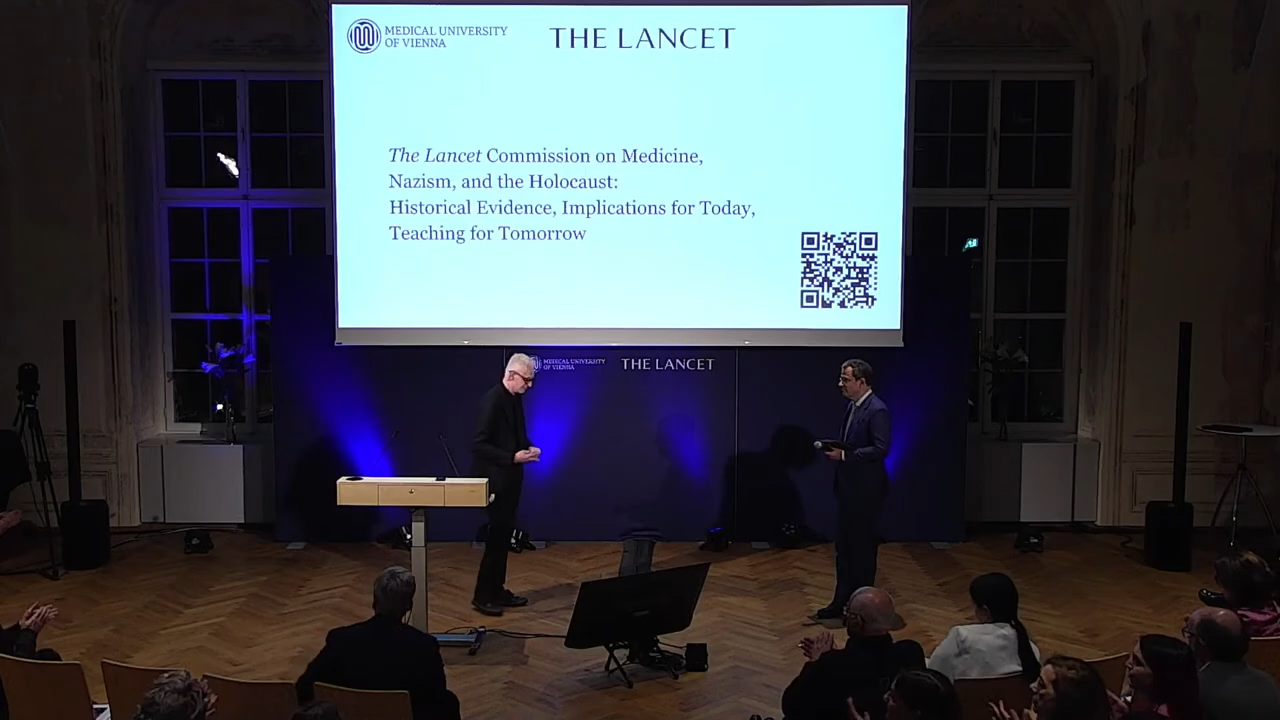 MEDICAL UNIVERSITY
OF VIENNA
THE LANCET
The Lancet Commission on Medicine,
Nazism, and the Holocaust:
Historical Evidence, Implications for Today,
Teaching for Tomorrow
MEDICAL UNIVERSITY
OF VIENNA
THE LANCET